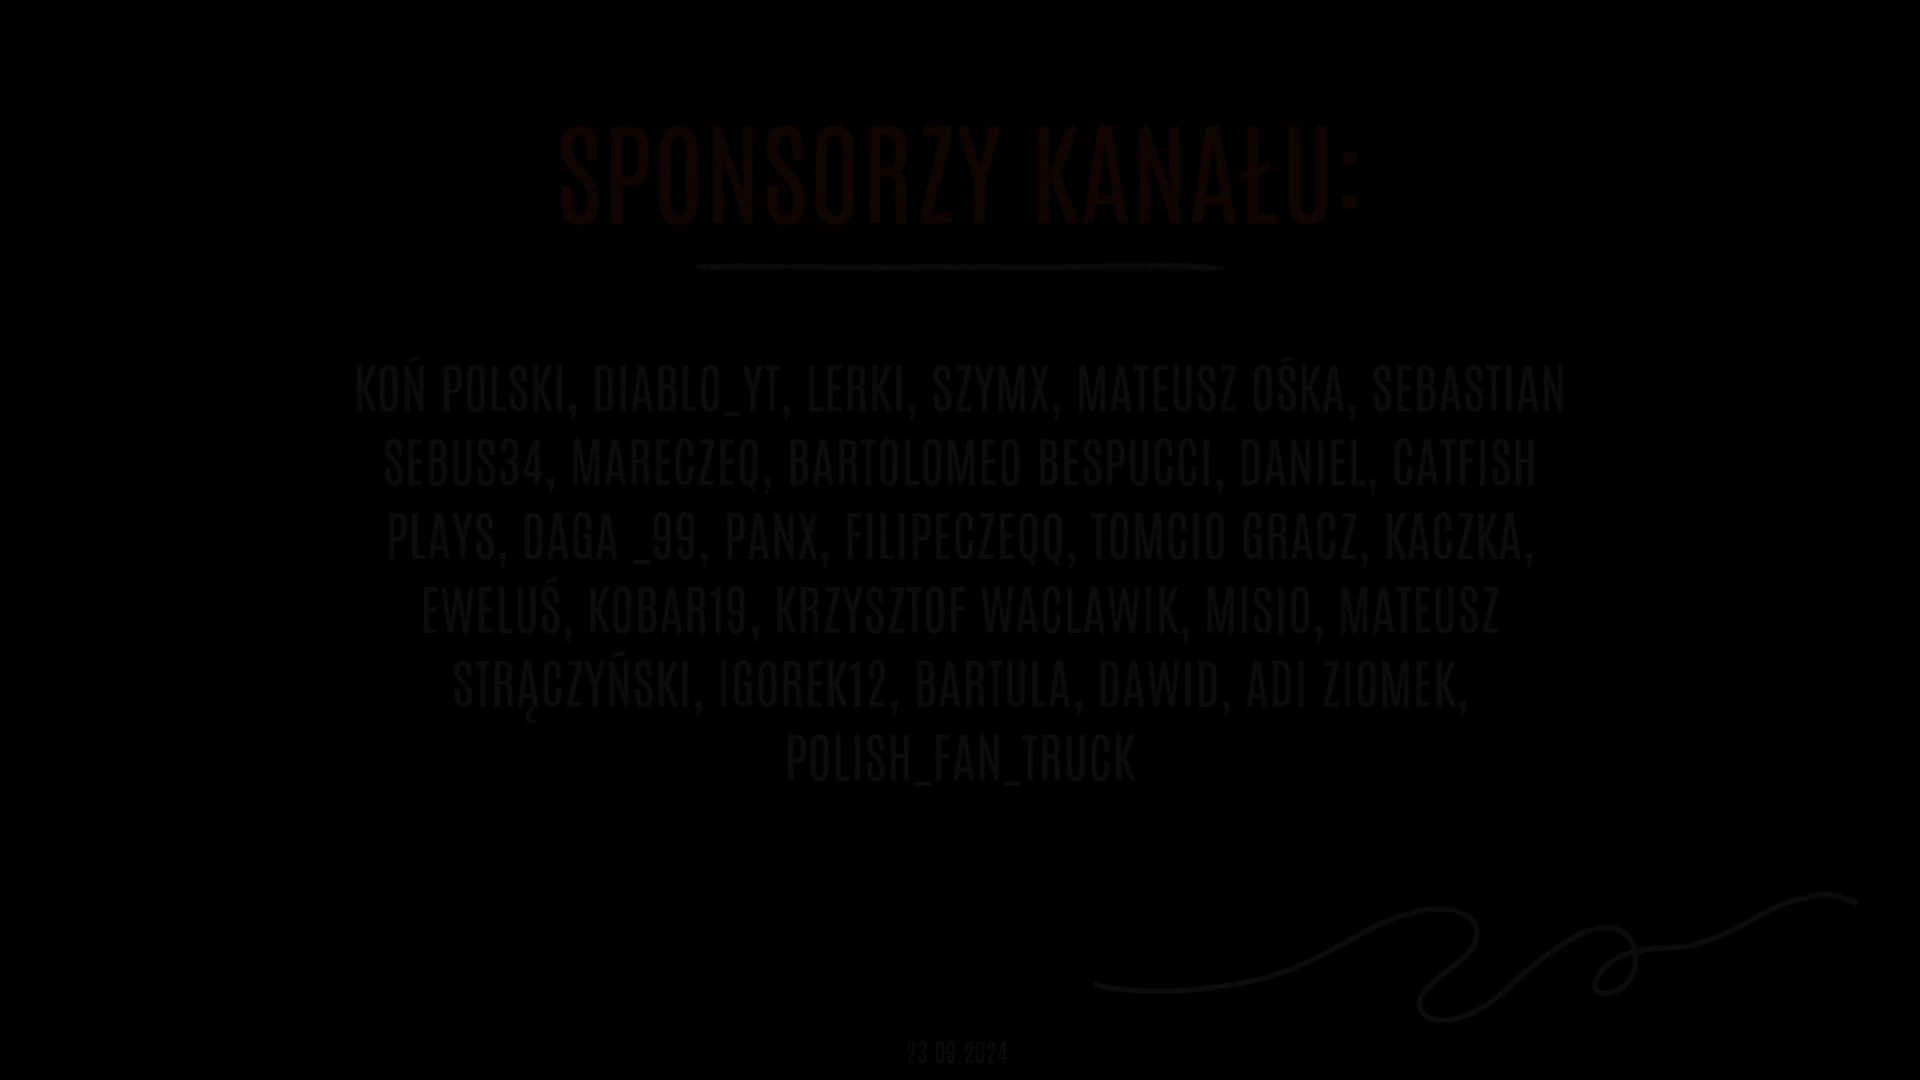 SPONSORZY KANAŁU:
KOŃ POLSKI, DIABLO_YT, LERKI, SZYMX, MATEUSZ OŚKA, SEBASTIAN
SEBUS34, MARECZEQ, BARTOLOMEO BESPUCCI, DANIEL, CATFISH
PLAYS, DAGA _99, PANX, FILIPECZEQQ, TOMCIO GRACZ, KACZKA,
EWELUŚ, KOBAR19, KRZYSZTOF WACLAWIK, MISIO, MATEUSZ
STRĄCZYŃSKI, IGOREK12, BARTULA, DAWID, ADI ZIOMEK,
POLISH_FAN_TRUCK
23.09.2024